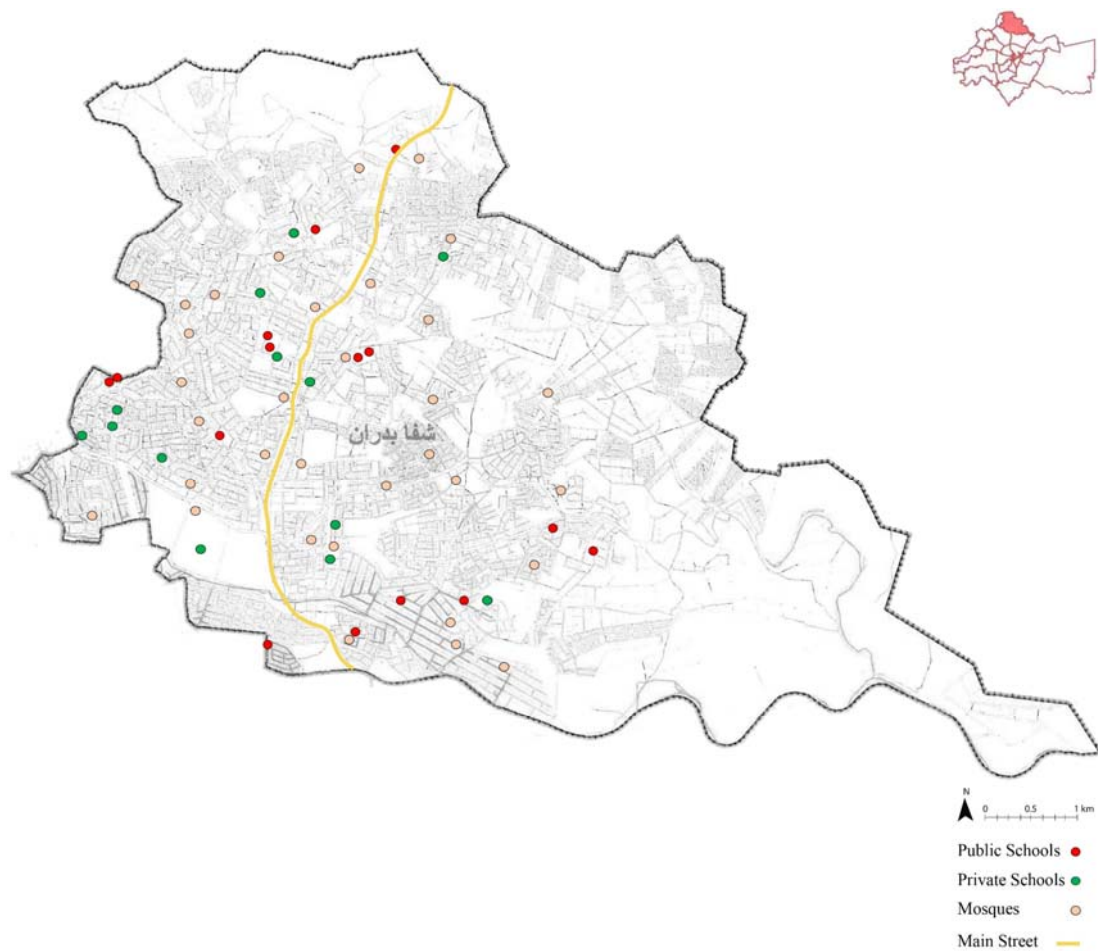 شفا بدران
N
0 0.5 1 km
Public Schools
Private Schools
Mosques
Main Street